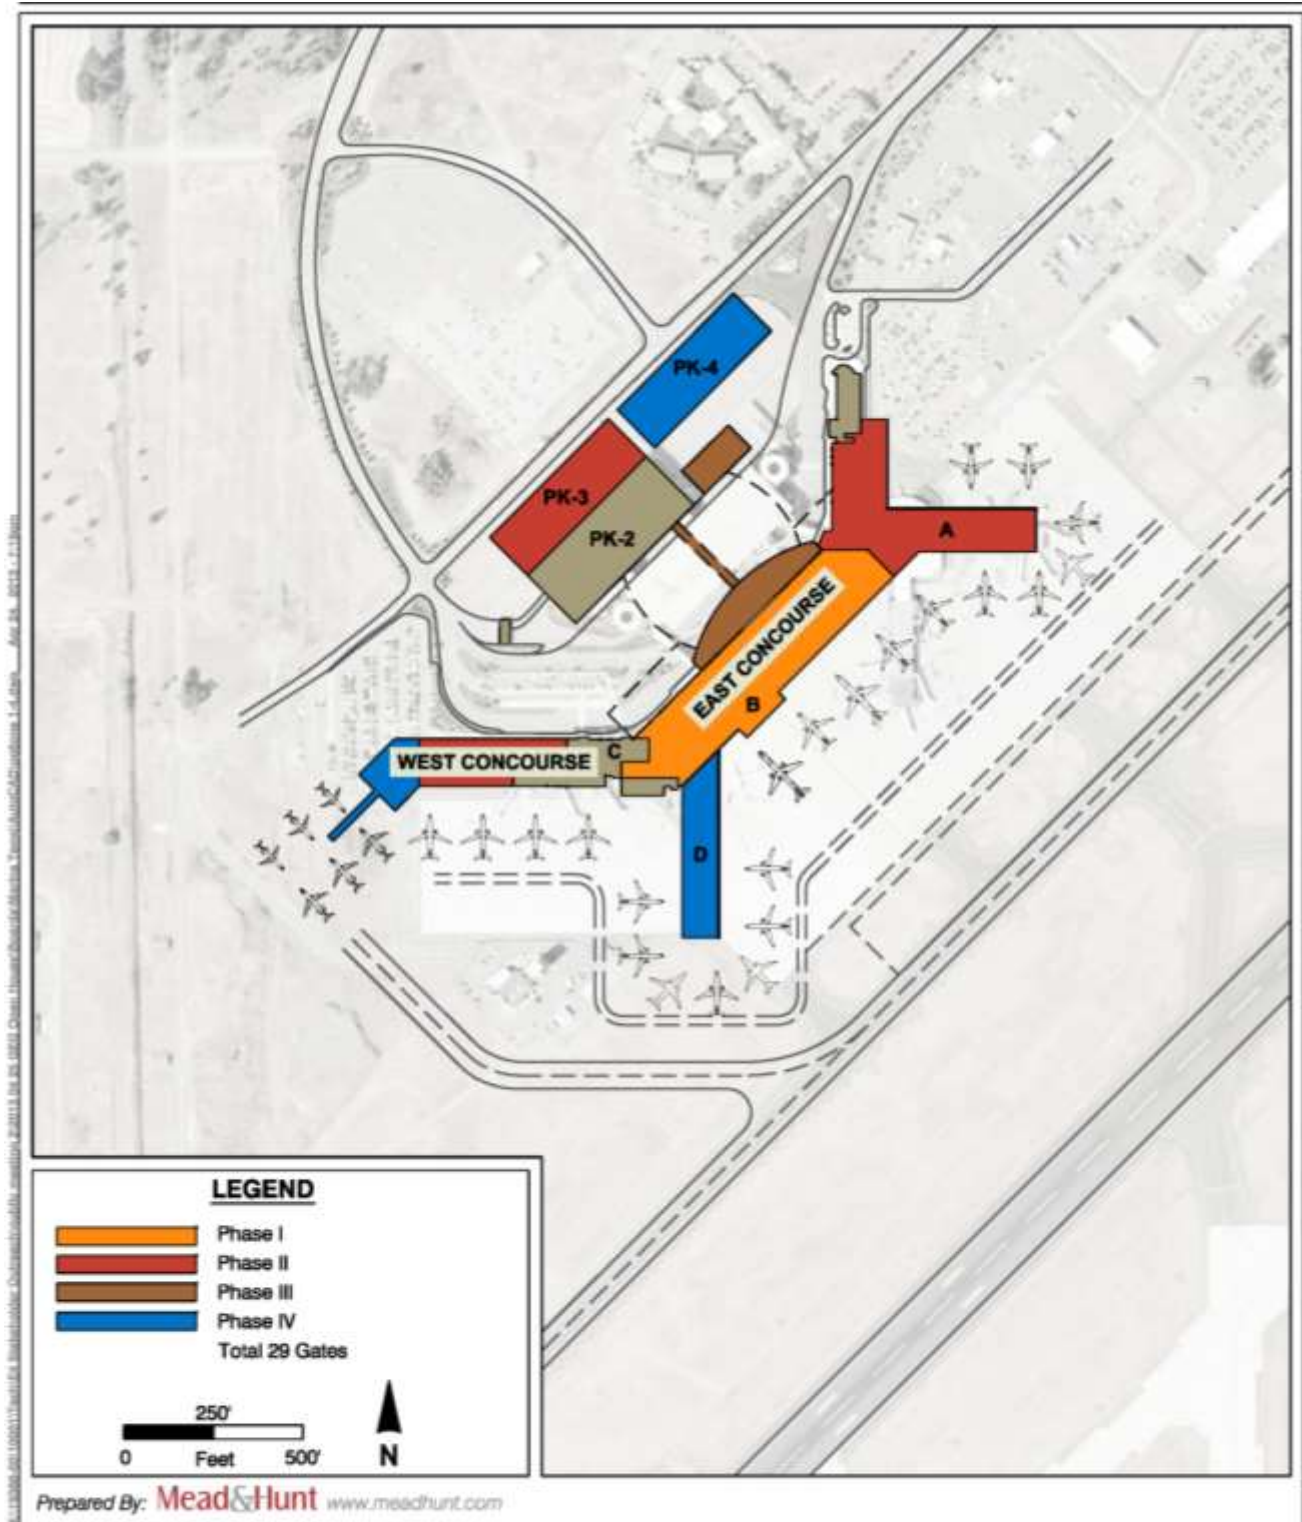 PK-4
PK-3
PK-2
A
EAST CONCOURSE
B
C
WEST CONCOURSE
D
LEGEND
Phase I
Phase II
Phase III
Phase IV
Total 29 Gates
250'
0 Feet 500'
N
Prepared By: Mead&Hunt www.meadhunt.com